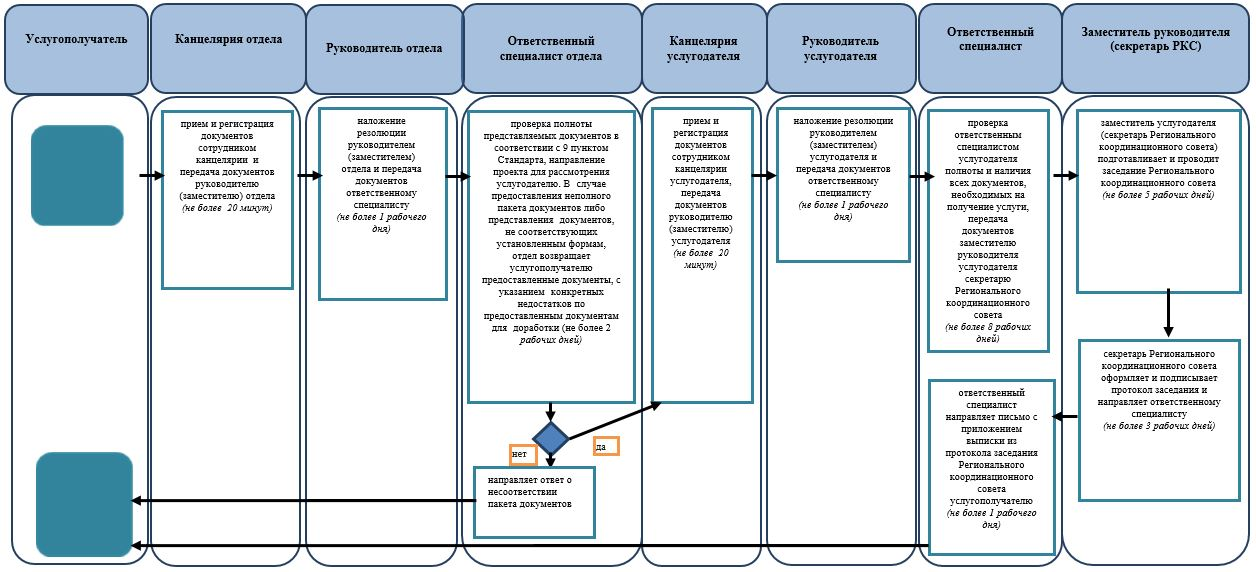 Услугополучатель
Канцелярия отдела
Руководитель отдела
Ответственный
специалист отдела
Канцелярия
услугодателя
Руководитель
услугодателя
Ответственный
специалист
Заместитель руководителя
(секретарь РКС)
прием и регистрация
документов
сотрудником
канцелярии и
передача документов
руководителю
(заместителю) отдела
(не более 20 минут)
наложение
резолюции
руководителем
(заместителем)
отдела и передача
документов
ответственному
специалисту
(не более 1 рабочего
дня)
проверка полноты
представляемых документов в
соответствии с 9 пунктом
Стандарта, направление
проекта для рассмотрения
услугодателю. В случае
предоставления неполного
пакета документов либо
представления документов,
не соответствующих
установленным формам,
отдел возвращает
услугополучателю
предоставленные документы, с
указанием конкретных
недостатков по
предоставленным документам
для доработки (не более 2
рабочих дней)
нет
да
направляет ответ о
несоответствии
пакета документов
прием и
регистрация
документов
сотрудником
канцелярии
услугодателя,
передача
документов
руководителю
(заместителю)
услугодателя
(не более 20
минут)
наложение резолюции
руководителем
(заместителем)
услугодателя и
передача документов
ответственному
специалисту
(не более 1 рабочего
дня)
проверка
ответственным
специалистом
услугодателя
полноты и наличия
всех документов,
необходимых на
получение услуги,
передача
документов
заместителю
руководителя
услугодателя
секретарю
Регионального
координационного
совета
(не более 8 рабочих
дней)
заместитель услугодателя
(секретарь Регионального
координационного совета)
подготавливает и проводит
заседание Регионального
координационного совета
(не более 5 рабочих дней)
секретарь Регионального
координационного совета
оформляет и подписывает
протокол заседания и
направляет ответственному
специалисту
(не более 3 рабочих дней)
ответственный
специалист
направляет письмо с
приложением
выписки из
протокола заседания
Регионального
координационного
совета
услугополучателю
(не более 1 рабочего
дня)